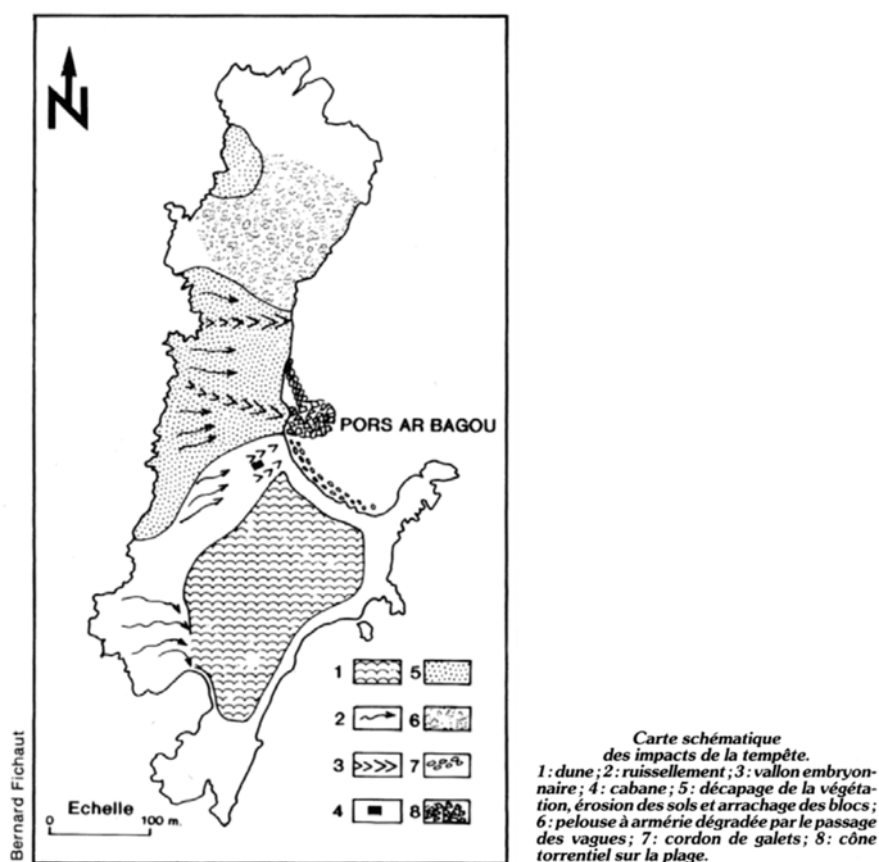 N
PORS AR BAGOU
1 5
2 6
3 7
4 8
Echelle
0 100 m.
Bernard Fichaut
Carte schématique
des impacts de la tempête.
1 : dune ; 2 : ruissellement ; 3 : vallon embryon-
naire ; 4 : cabane ; 5 : décapage de la végéta-
tion, érosion des sols et arrachage des blocs ;
6 : pelouse à armérie dégradée par le passage
des vagues ; 7 : cordon de galets ; 8 : cône
torrentiel sur la plage.